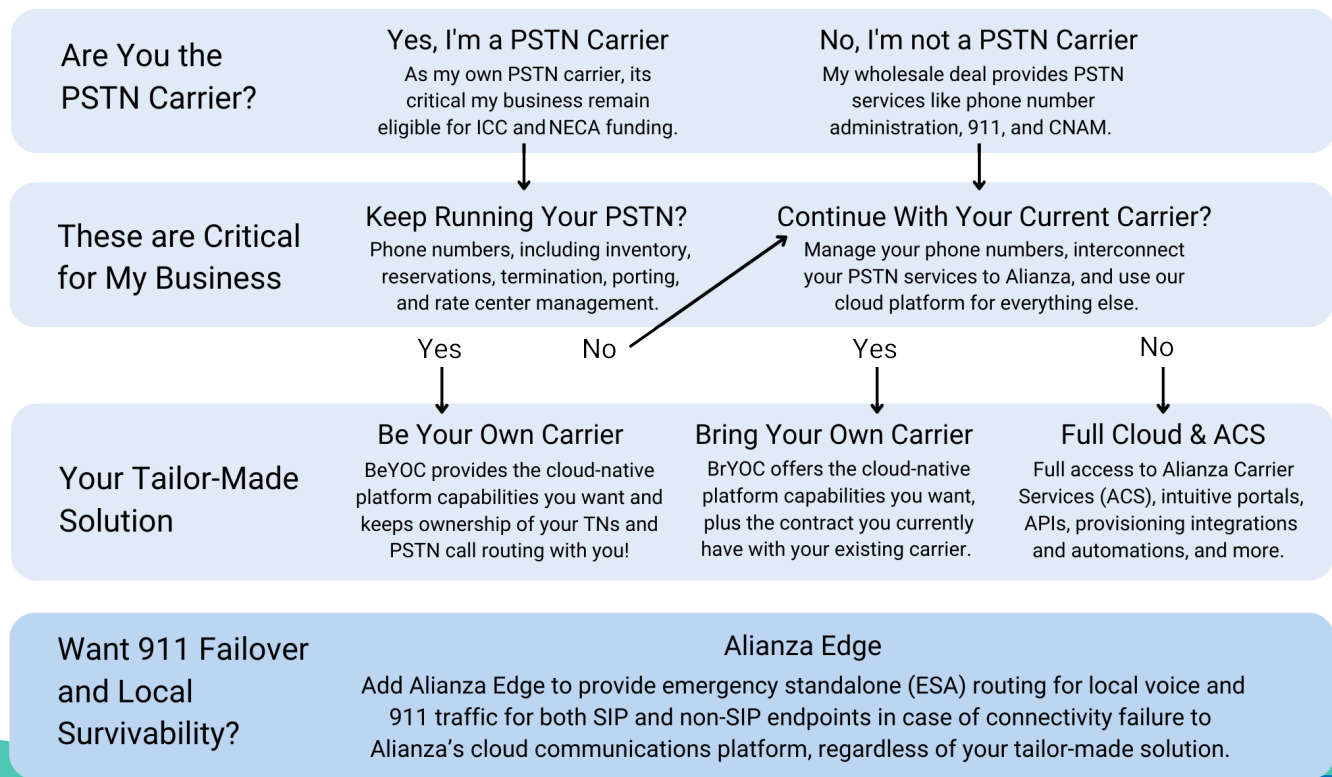 Are You the
PSTN Carrier?
Yes, I'm a PSTN Carrier
As my own PSTN carrier, its
critical my business remain
eligible for ICC and NECA funding.
No, I'm not a PSTN Carrier
My wholesale deal provides PSTN
services like phone number
administration, 911, and CNAM.
These are Critical
for My Business
Keep Running Your PSTN?
Phone numbers, including inventory,
reservations, termination, porting,
and rate center management.
Continue With Your Current Carrier?
Manage your phone numbers, interconnect
your PSTN services to Alianza, and use our
cloud platform for everything else.
Yes
No
Yes
No
Your Tailor-Made
Solution
Be Your Own Carrier
BeYOC provides the cloud-native
platform capabilities you want and
keeps ownership of your TNs and
PSTN call routing with you!
Bring Your Own Carrier
BrYOC offers the cloud-native
platform capabilities you want,
plus the contract you currently
have with your existing carrier.
Full Cloud & ACS
Full access to Alianza Carrier
Services (ACS), intuitive portals,
APIs, provisioning integrations
and automations, and more.
Want 911 Failover
and Local
Survivability?
Alianza Edge
Add Alianza Edge to provide emergency standalone (ESA) routing for local voice and
911 traffic for both SIP and non-SIP endpoints in case of connectivity failure to
Alianza’s cloud communications platform, regardless of your tailor-made solution.